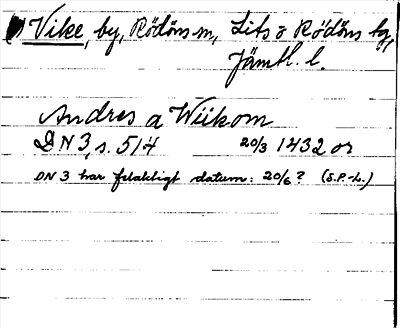 Vike, by, Rödöns sn, Lits o Rödöns tg,
Jämtl. l.
Andres a Wiikom
DN 3, s. 514 20/3 1432 or
DN 3 har felaktigt datum: 20/6? (S.P.-L.)